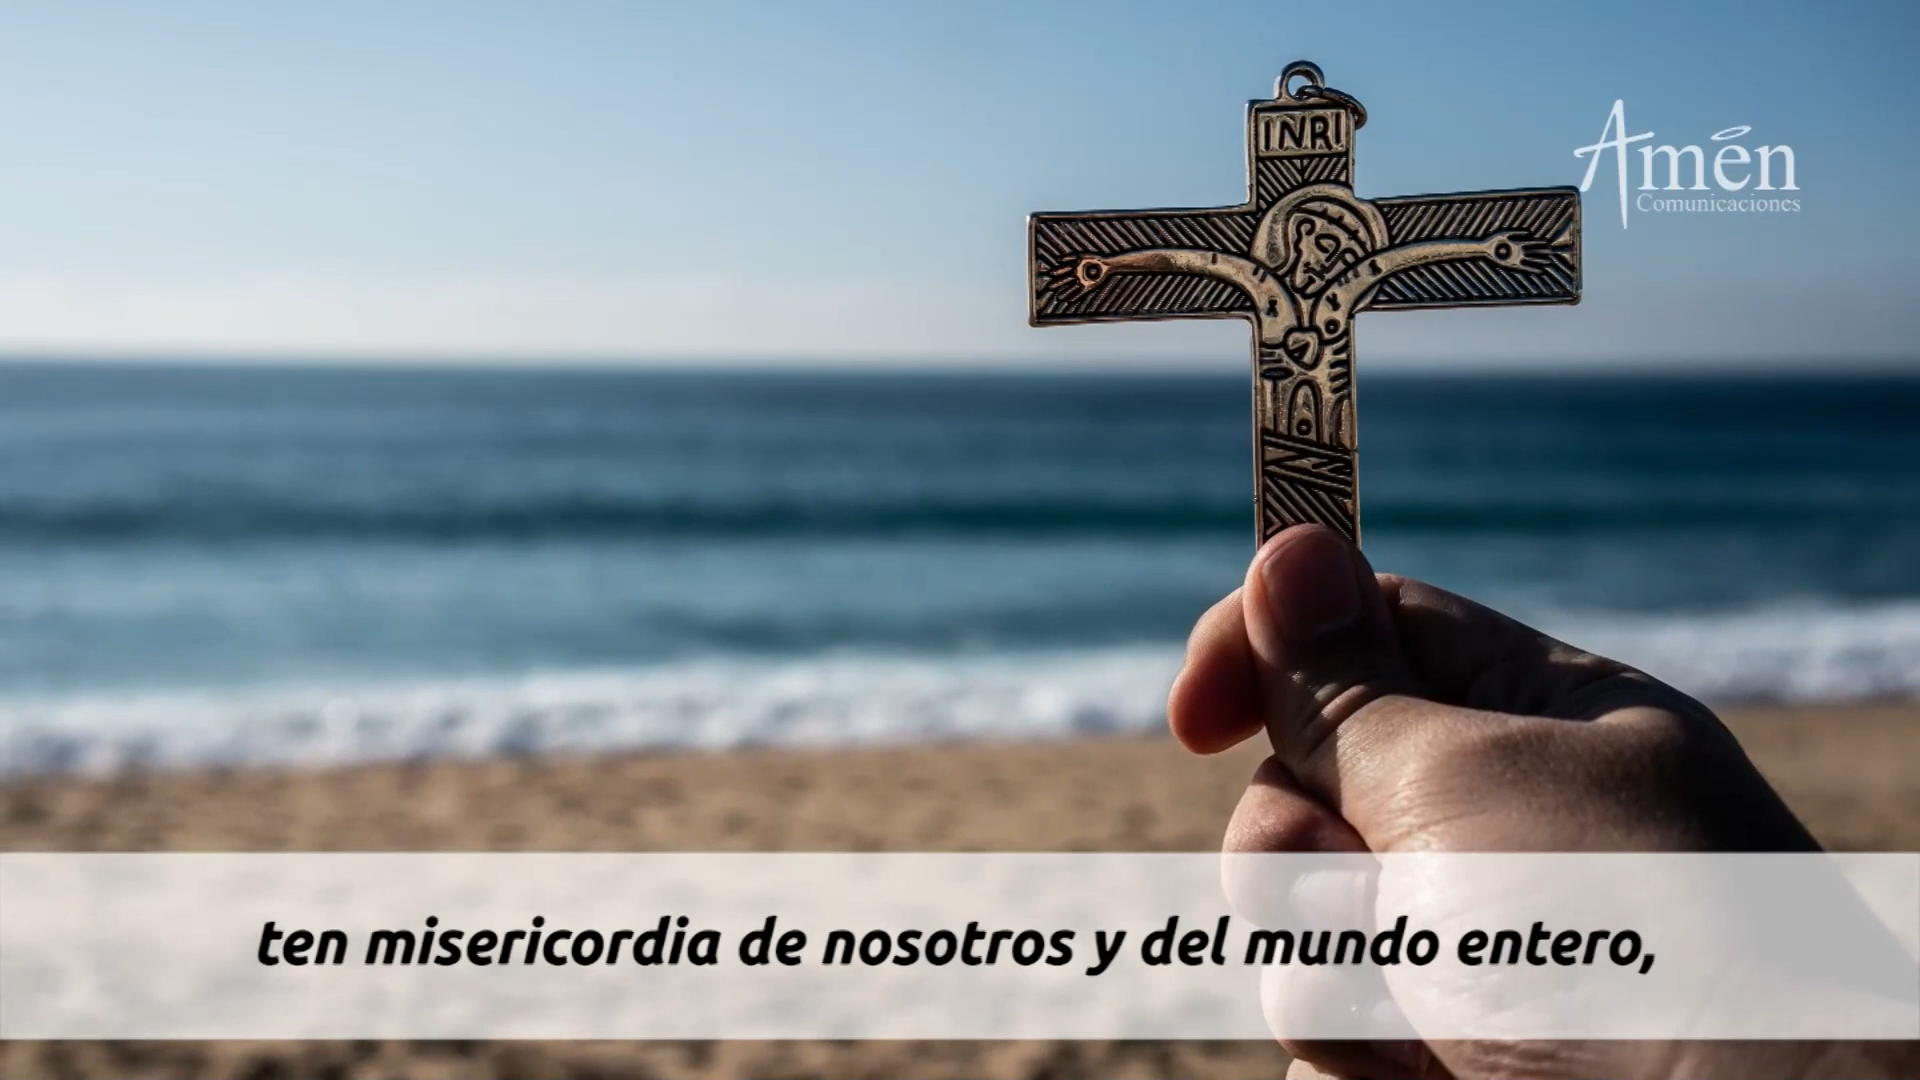 INRI
Amén
Comunicaciones
ten misericordia de nosotros y del mundo entero,